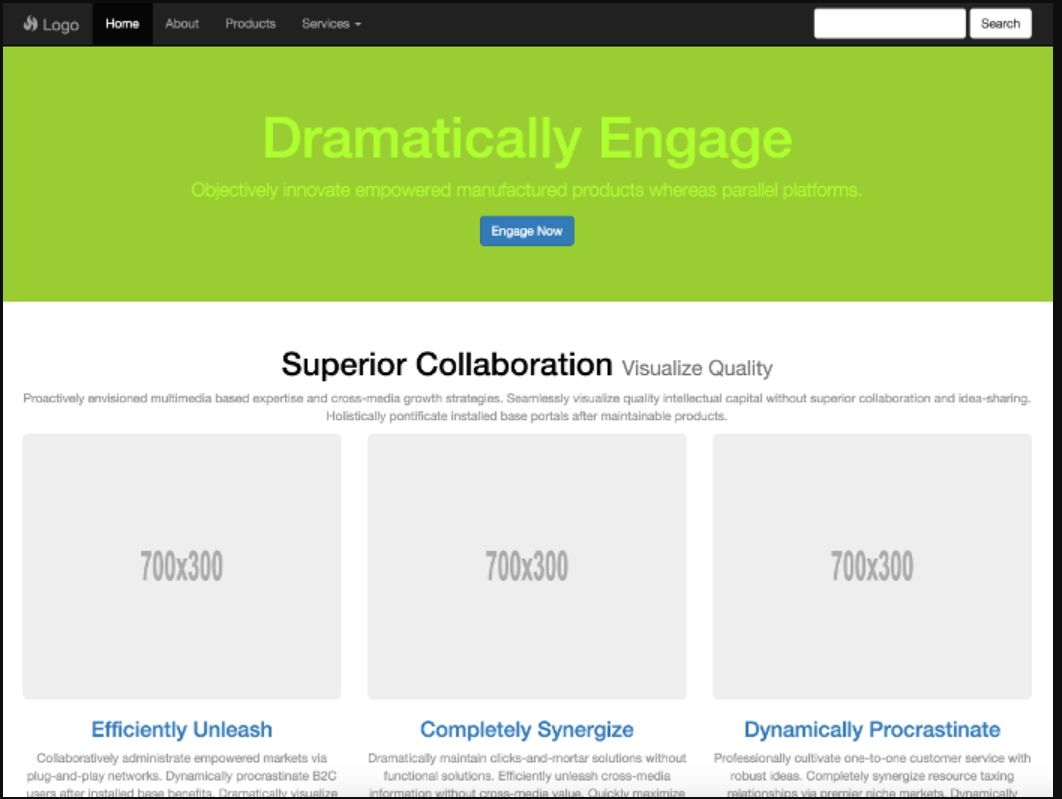 Logo Home About Products Services Search
Dramatically Engage
Objectively innovate empowered manufactured products whereas parallel platforms.
Engage Now
Superior Collaboration Visualize Quality
Proactively envisioned multimedia based expertise and cross-media growth strategies. Seamlessly visualize quality intellectual capital without superior collaboration and idea-sharing.
Holistically pontificate installed base portals after maintainable products.
700x300 700x300 700x300
Efficiently Unleash
Collaboratively administrate empowered markets via
plug-and-play networks. Dynamically procrastinate B2C
users after installed base benefits. Dramatically visualize
Completely Synergize
Dramatically maintain clicks-and-mortar solutions without
functional solutions. Efficiently unleash cross-media
information without cross-media value. Quickly maximize
Dynamically Procrastinate
Professionally cultivate one-to-one customer service with
robust ideas. Completely synergize resource taxing
relationships via premier niche markets. Dynamically